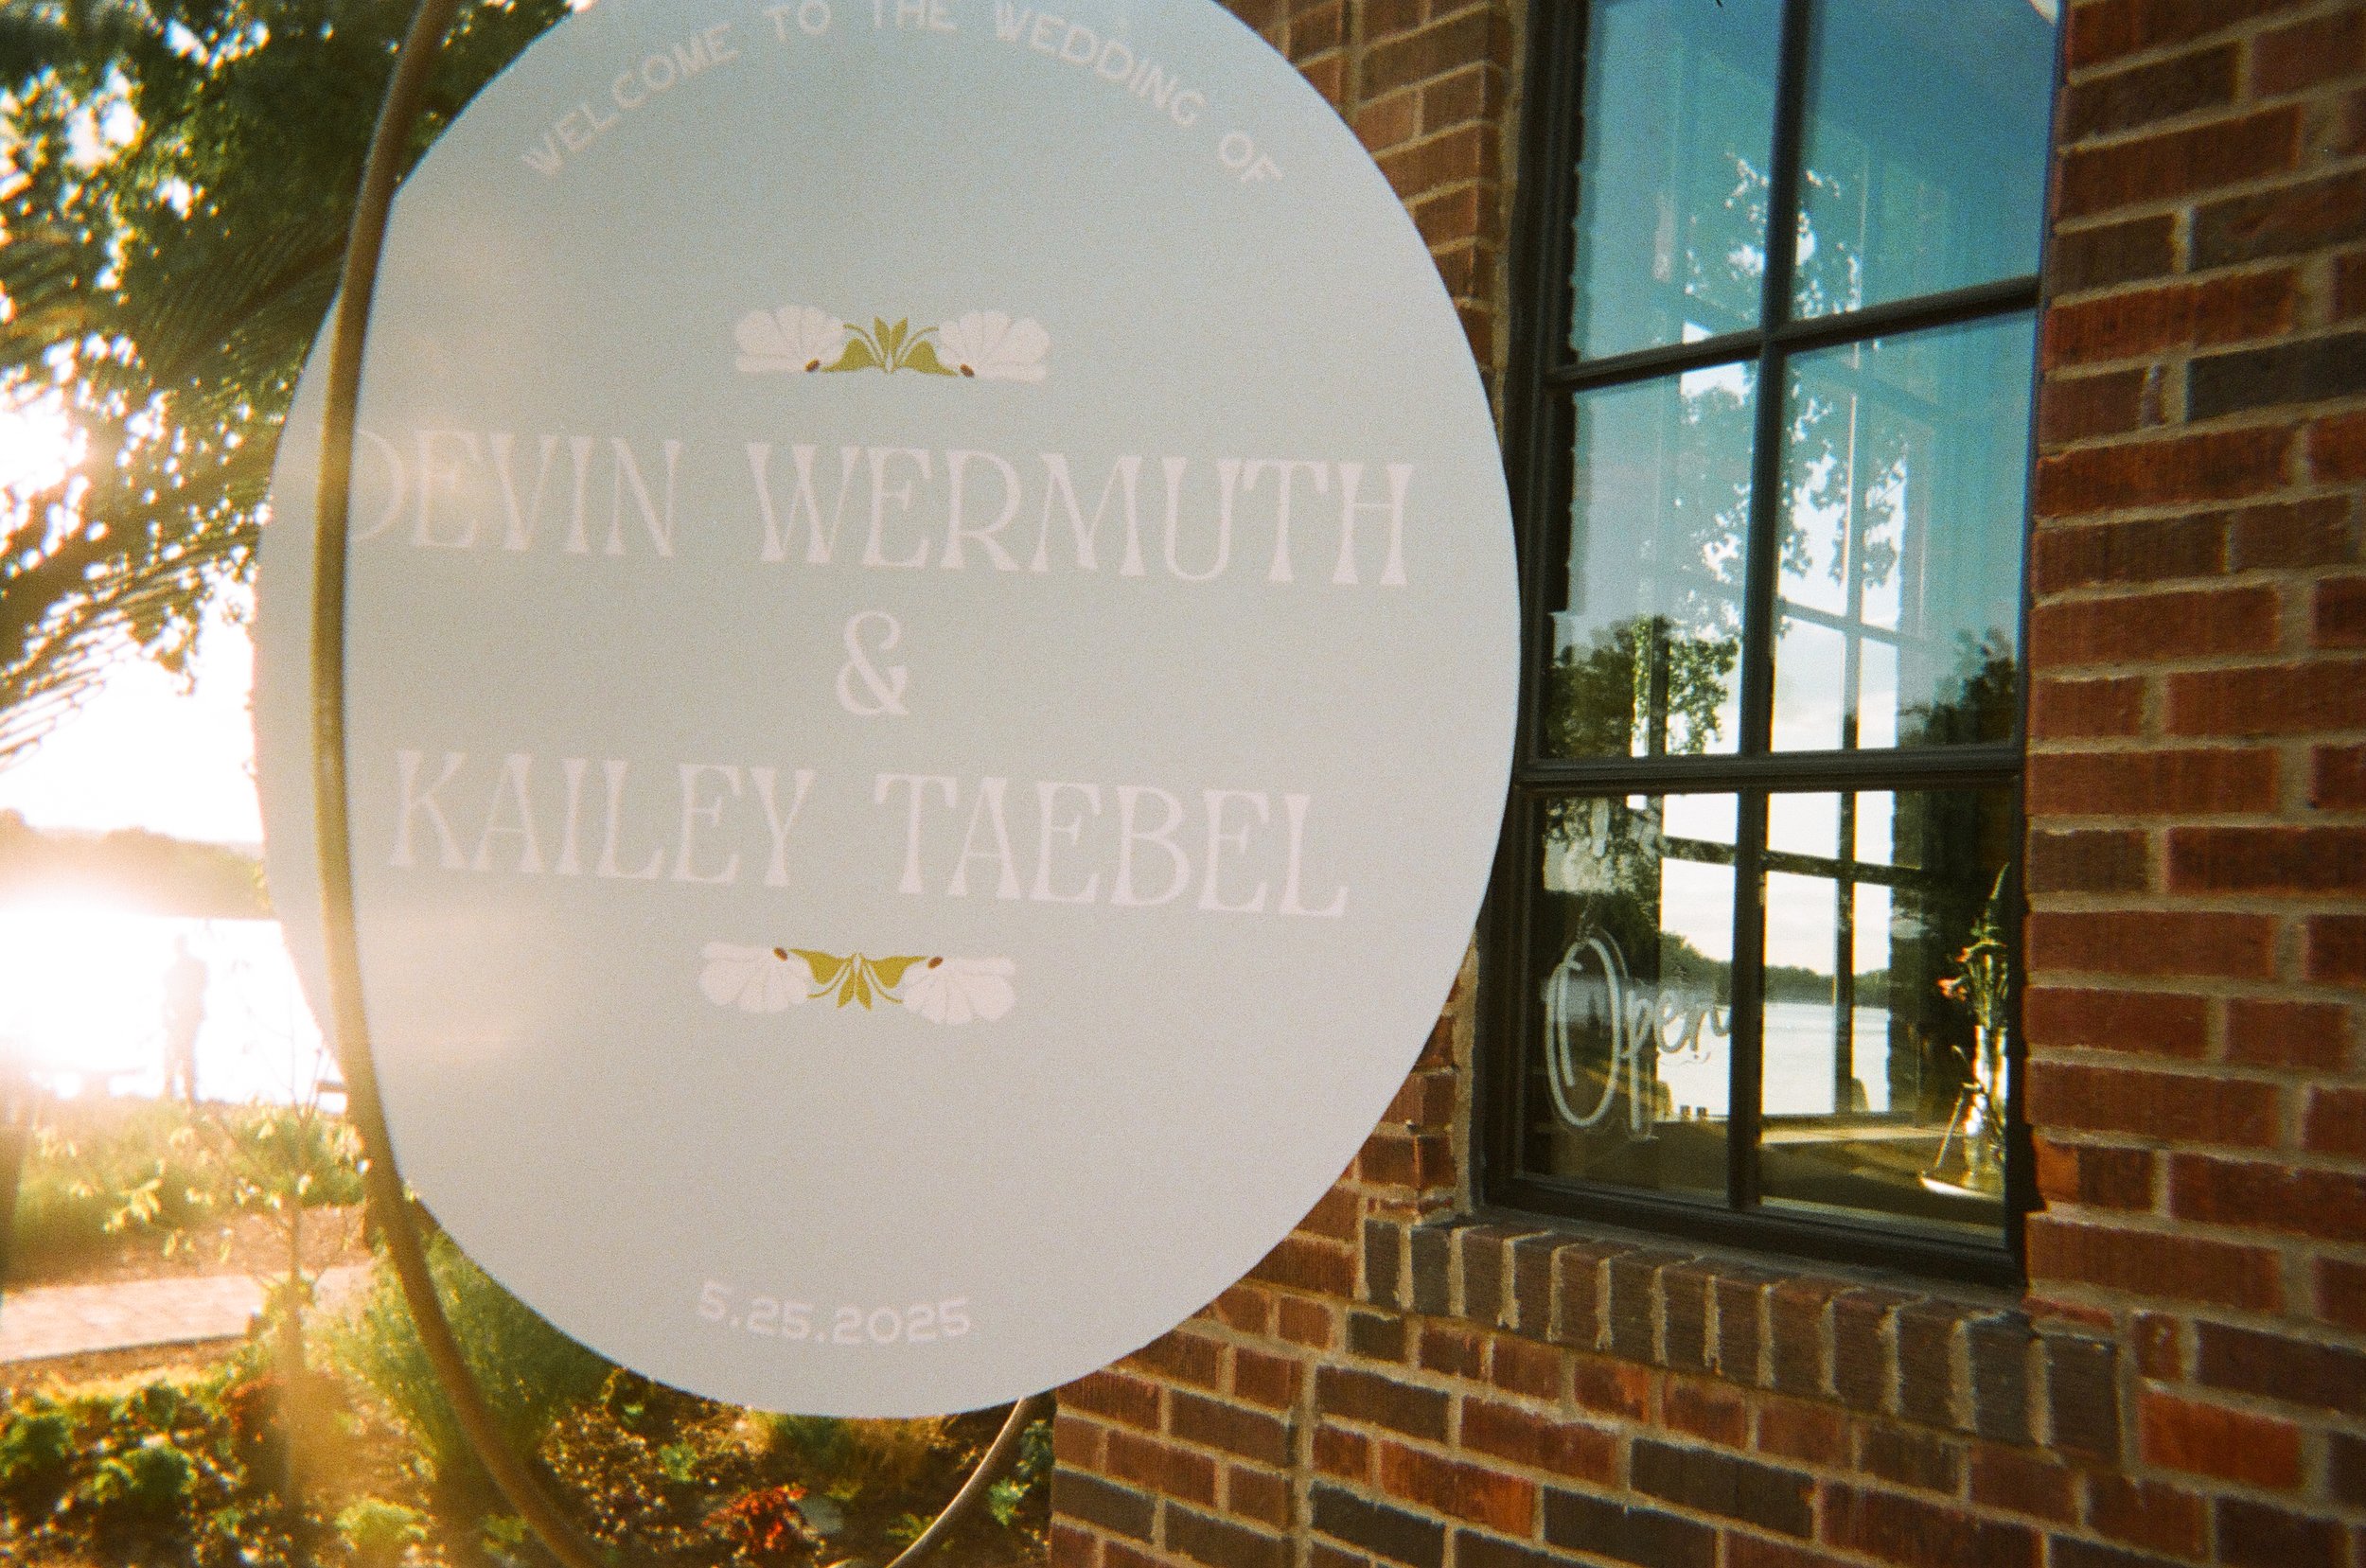 WELCOME TO THE WEDDING OF
DEVIN WERMUTH
&
KAILEY TAEBEL
5.25.2025
Open